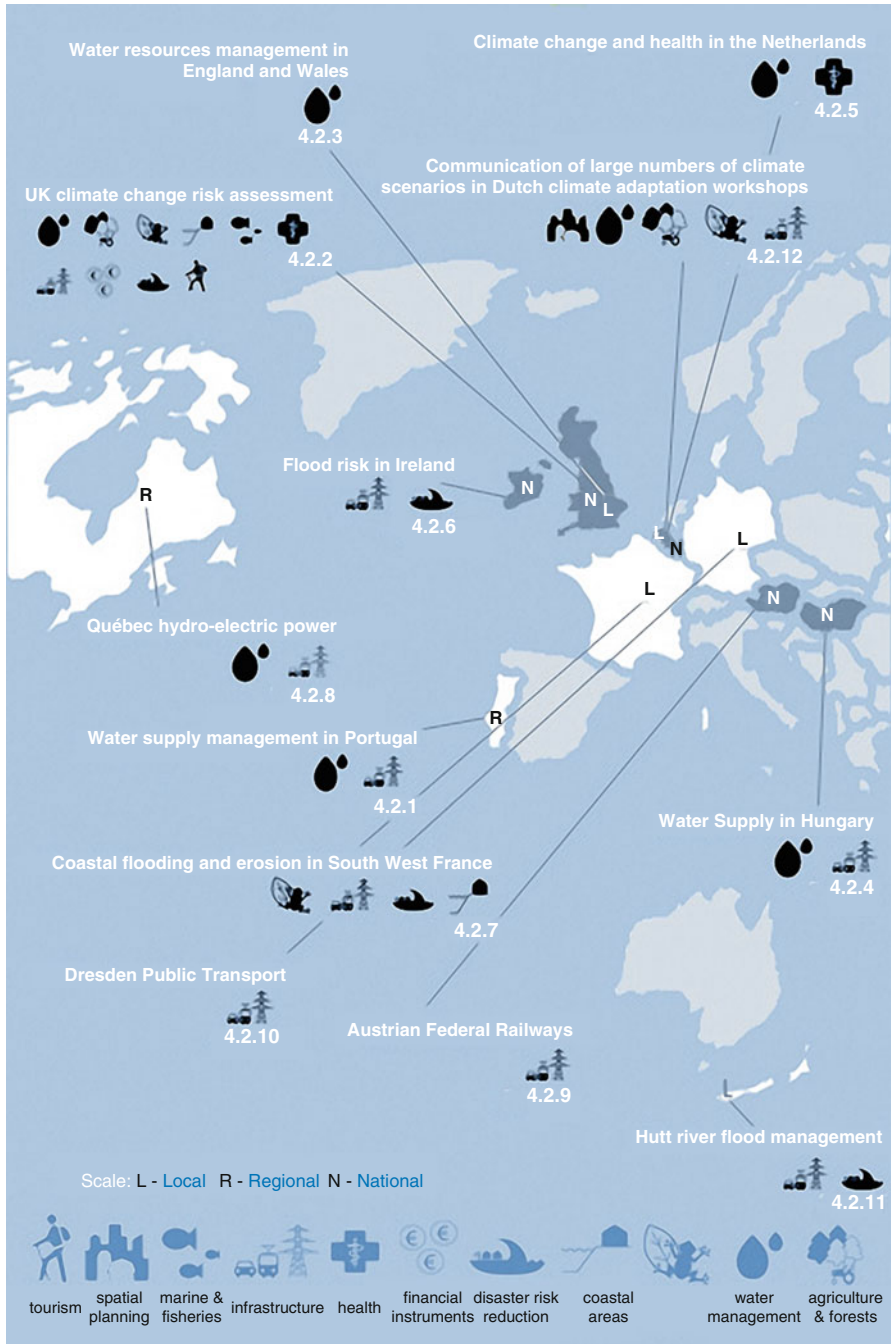 Water resources management in
England and Wales
4.2.3
Climate change and health in the Netherlands
4.2.5
Communication of large numbers of climate
scenarios in Dutch climate adaptation workshops
4.2.12
UK climate change risk assessment
4.2.2
Flood risk in Ireland
4.2.6
N
N
L
L
N
L
L
N
N
R
Québec hydro-electric power
4.2.8
R
Water supply management in Portugal
4.2.1
Water Supply in Hungary
4.2.4
Coastal flooding and erosion in South West France
4.2.7
Dresden Public Transport
4.2.10
Austrian Federal Railways
4.2.9
L
Hutt river flood management
4.2.11
Scale: L - Local R - Regional N - National
tourism
spatial
planning
marine &
fisheries
infrastructure
health
financial
instruments
disaster risk
reduction
coastal
areas
water
management
agriculture
& forests